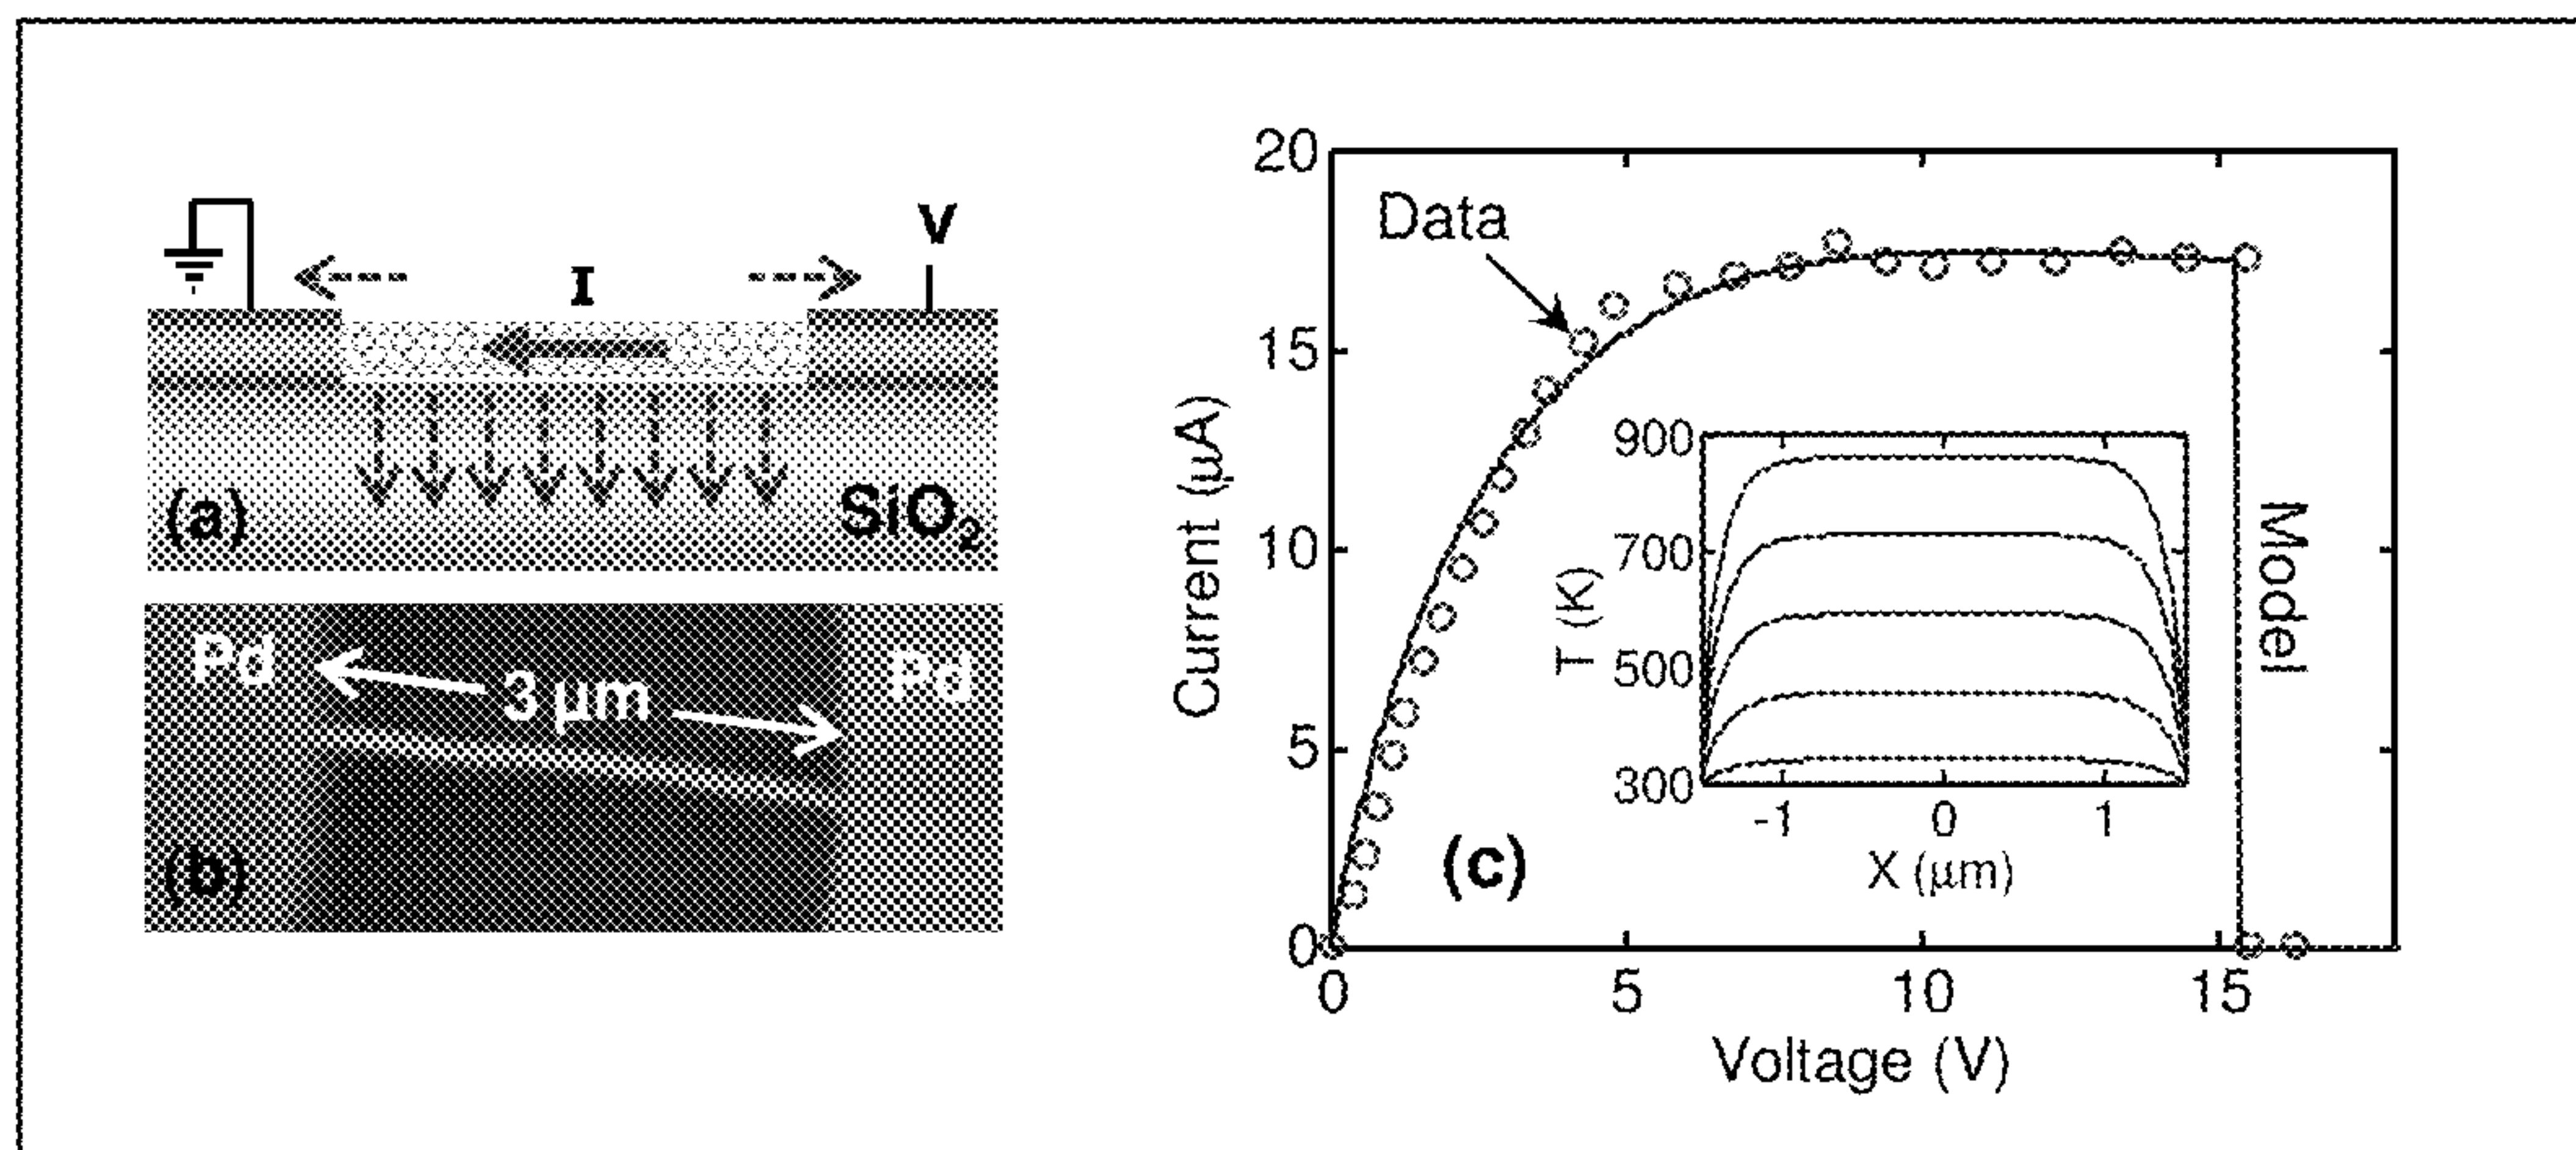 V
I
(a)
SiO₂
Pd
3 µm
Pd
(b)
20
15
10
5
0
Current (µA)
Data
Model
900
700
500
300
T (K)
-1 0 1
X (µm)
(c)
0 5 10 15
Voltage (V)